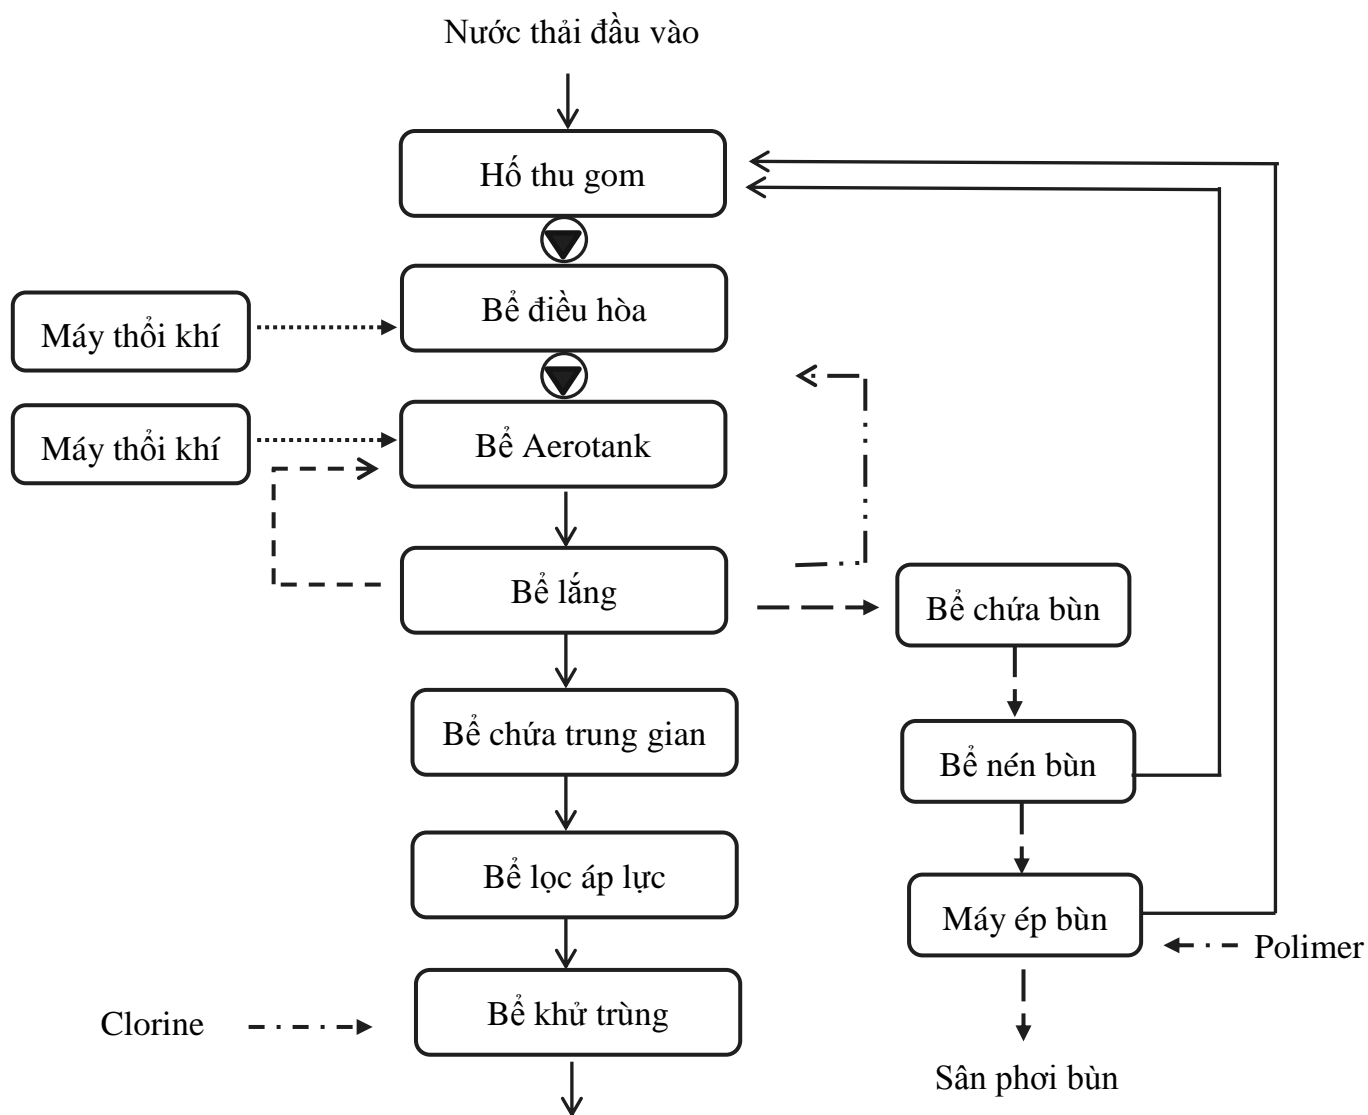 Nước thải đầu vào
Hố thu gom
Bể điều hòa
Máy thổi khí
Máy thổi khí
Bể Aerotank
Bể lắng
Bể chứa bùn
Bể chứa trung gian
Bể nén bùn
Bể lọc áp lực
Máy ép bùn
Polimer
Bể khử trùng
Clorine
Sân phơi bùn